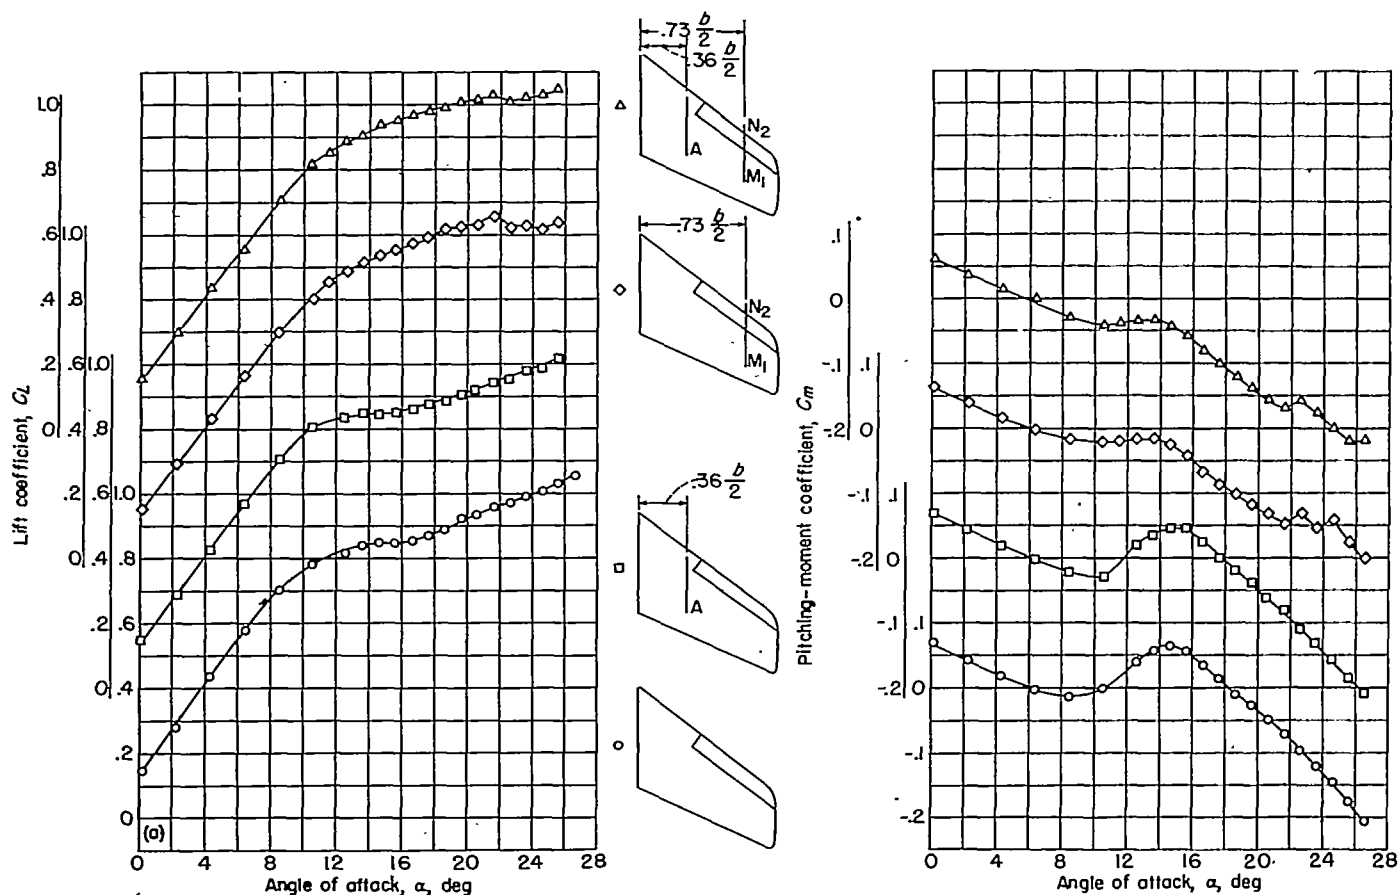 .73 b/2
.36 b/2
N2
A
M1
.73 b/2
N2
M1
.36 b/2
A
Lift coefficient, CL
1.0
.8
.6 1.0
.4 .8
.2 .6 1.0
0 .4 .8
.2 .6 1.0
0 .4 .8
.2 .6
0 .4
.2
0
(a)
0 4 8 12 16 20 24 28
Angle of attack, α, deg
Pitching-moment coefficient, Cm
.1
0
-.1 .1
-.2 0
-.1 .1
-.2 0
-.1 .1
-.2 0
-.1
-.2
0 4 8 12 16 20 24 28
Angle of attack, α, deg